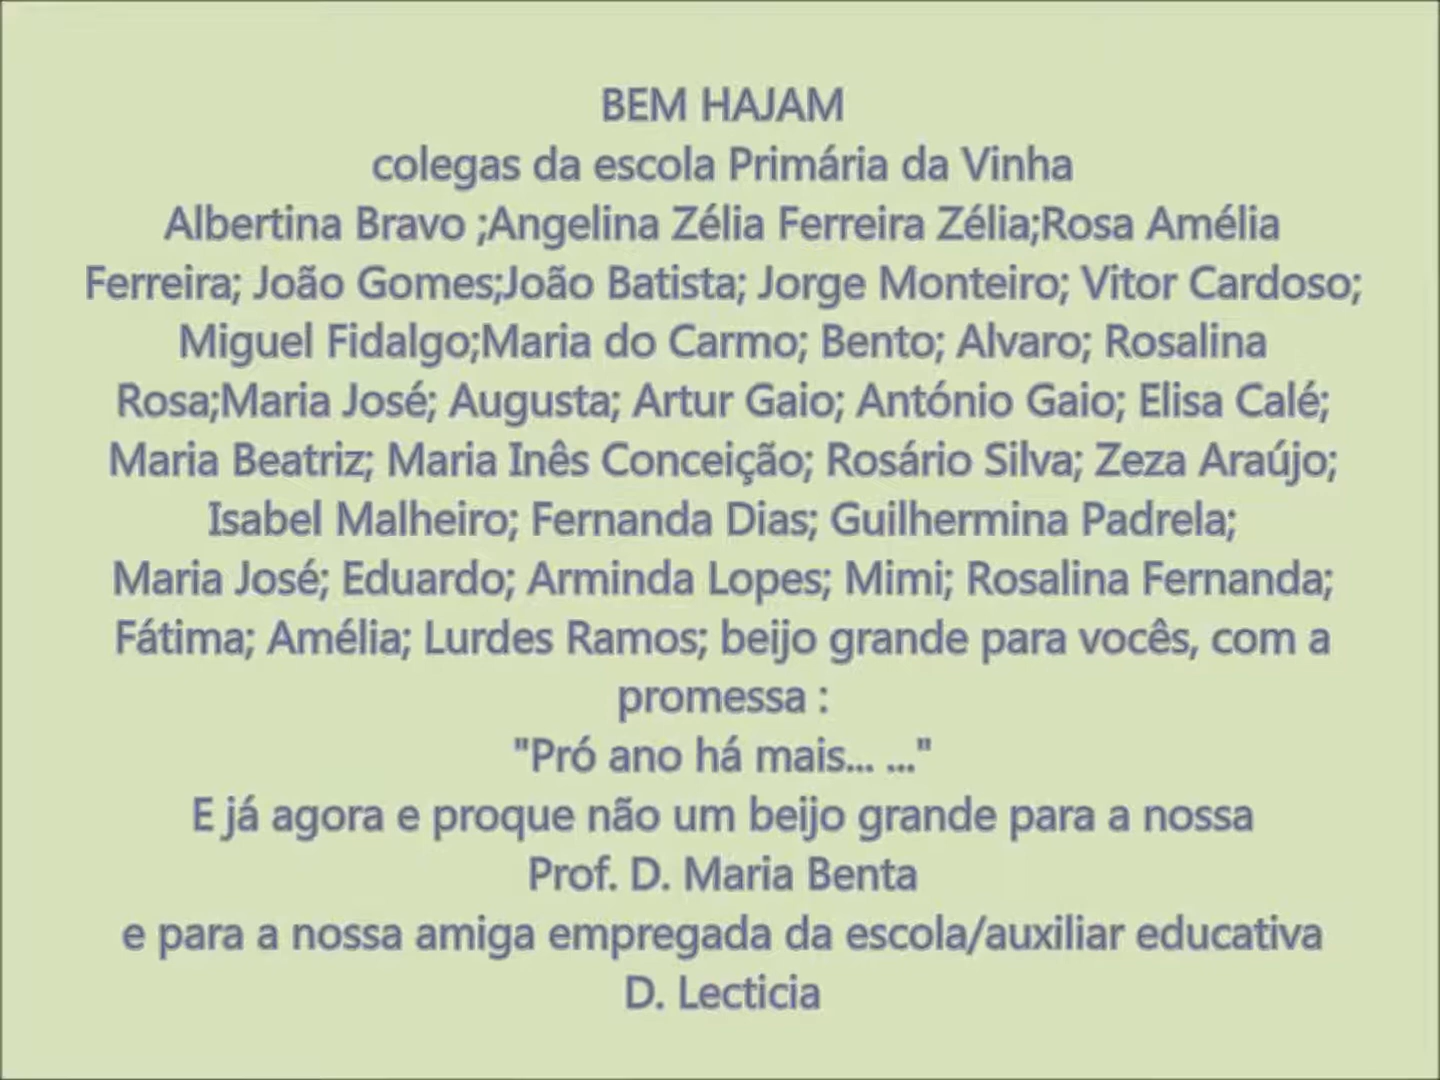 BEM HAJAM
colegas da escola Primária da Vinha
Albertina Bravo ;Angelina Zélia Ferreira Zélia;Rosa Amélia
Ferreira; João Gomes;João Batista; Jorge Monteiro; Vitor Cardoso;
Miguel Fidalgo;Maria do Carmo; Bento; Alvaro; Rosalina
Rosa;Maria José; Augusta; Artur Gaio; António Gaio; Elisa Calé;
Maria Beatriz; Maria Inês Conceição; Rosário Silva; Zeza Araújo;
Isabel Malheiro; Fernanda Dias; Guilhermina Padrela;
Maria José; Eduardo; Arminda Lopes; Mimi; Rosalina Fernanda;
Fátima; Amélia; Lurdes Ramos; beijo grande para vocês, com a
promessa :
"Pró ano há mais... ..."
E já agora e proque não um beijo grande para a nossa
Prof. D. Maria Benta
e para a nossa amiga empregada da escola/auxiliar educativa
D. Lecticia